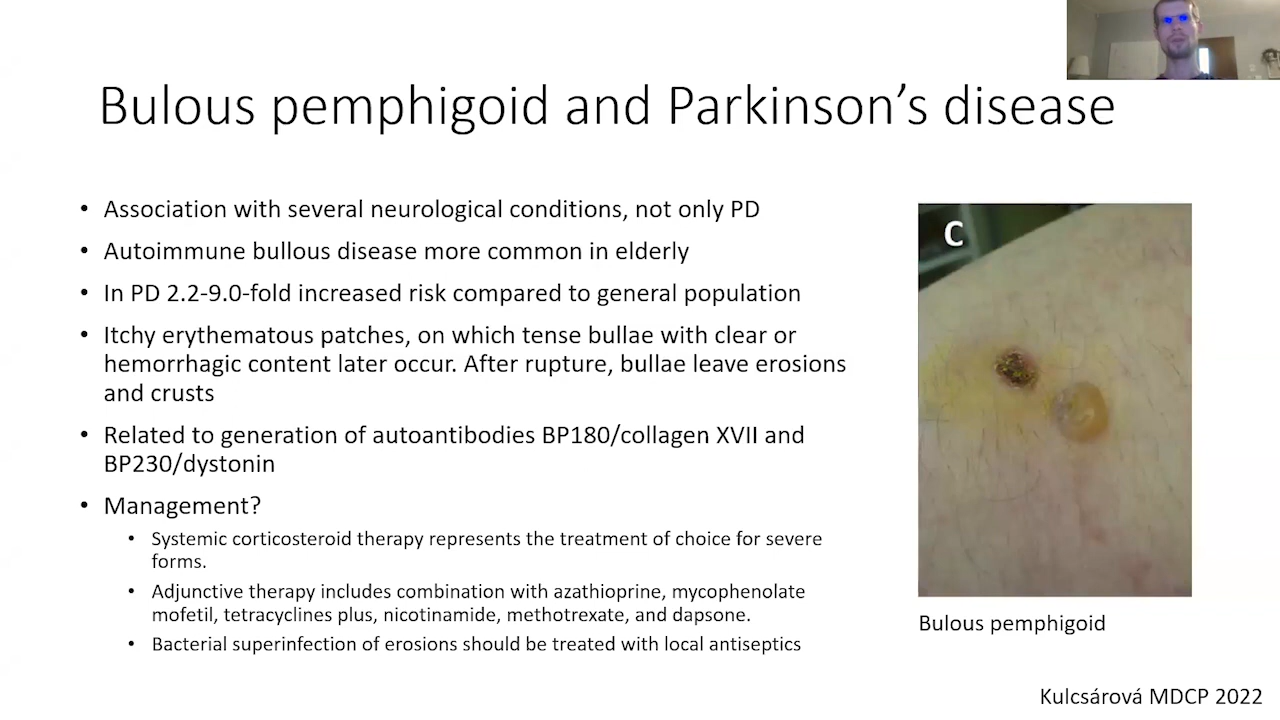 Bulous pemphigoid and Parkinson's disease
• Association with several neurological conditions, not only PD
• Autoimmune bullous disease more common in elderly
• In PD 2.2-9.0-fold increased risk compared to general population
• Itchy erythematous patches, on which tense bullae with clear or
hemorrhagic content later occur. After rupture, bullae leave erosions
and crusts
• Related to generation of autoantibodies BP180/collagen XVII and
BP230/dystonin
• Management?
• Systemic corticosteroid therapy represents the treatment of choice for severe
forms.
• Adjunctive therapy includes combination with azathioprine, mycophenolate
mofetil, tetracyclines plus, nicotinamide, methotrexate, and dapsone.
• Bacterial superinfection of erosions should be treated with local antiseptics
C
Bulous pemphigoid
Kulcsárová MDCP 2022